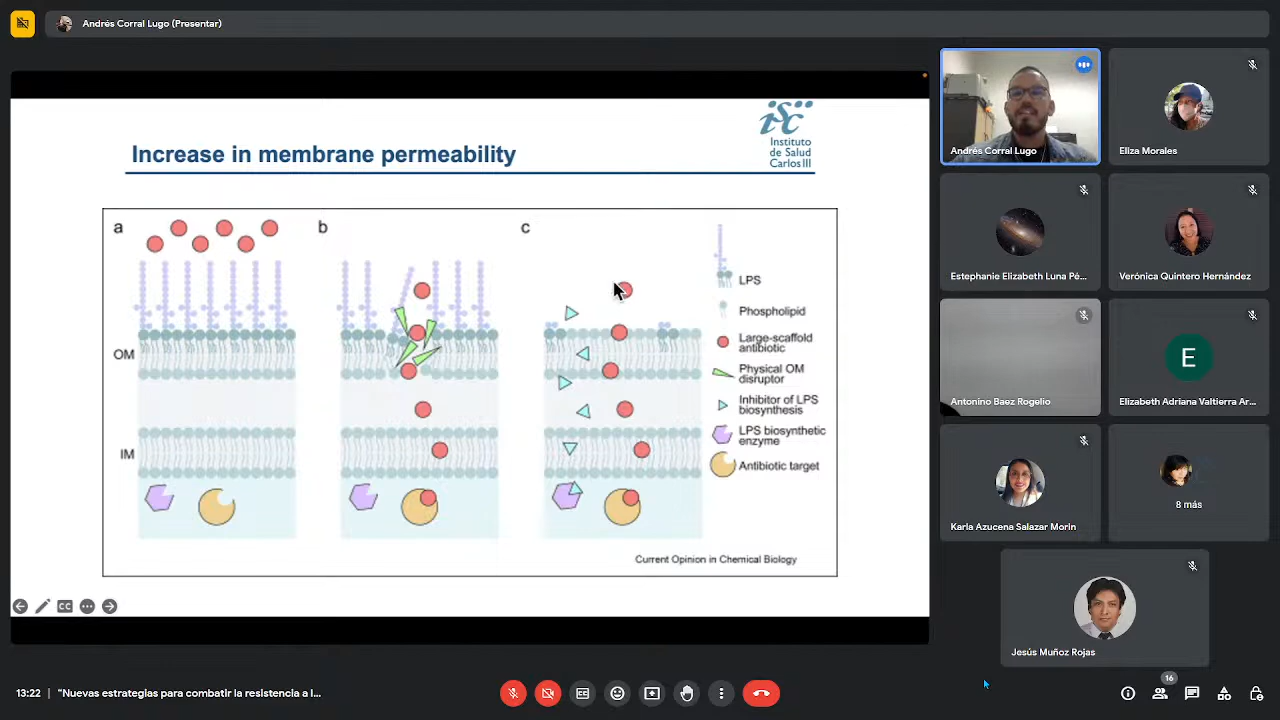 Andrés Corral Lugo (Presentar)
Increase in membrane permeability
isc
Instituto
de Salud
Carlos III
a
b
c
OM
IM
LPS
Phospholipid
Large-scaffold
antibiotic
Physical OM
disruptor
Inhibitor of LPS
biosynthesis
LPS biosynthetic
enzyme
Antibiotic target
Current Opinion in Chemical Biology
CC
Andrés Corral Lugo
Eliza Morales
Estephanie Elizabeth Luna Pé...
Verónica Quintero Hernández
Antonino Baez Rogelio
E
Elizabeth Adriana Valtierra Ar...
Karla Azucena Salazar Morin
8 más
Jesús Muñoz Rojas
13:22 | "Nuevas estrategias para combatir la resistencia a l...
16